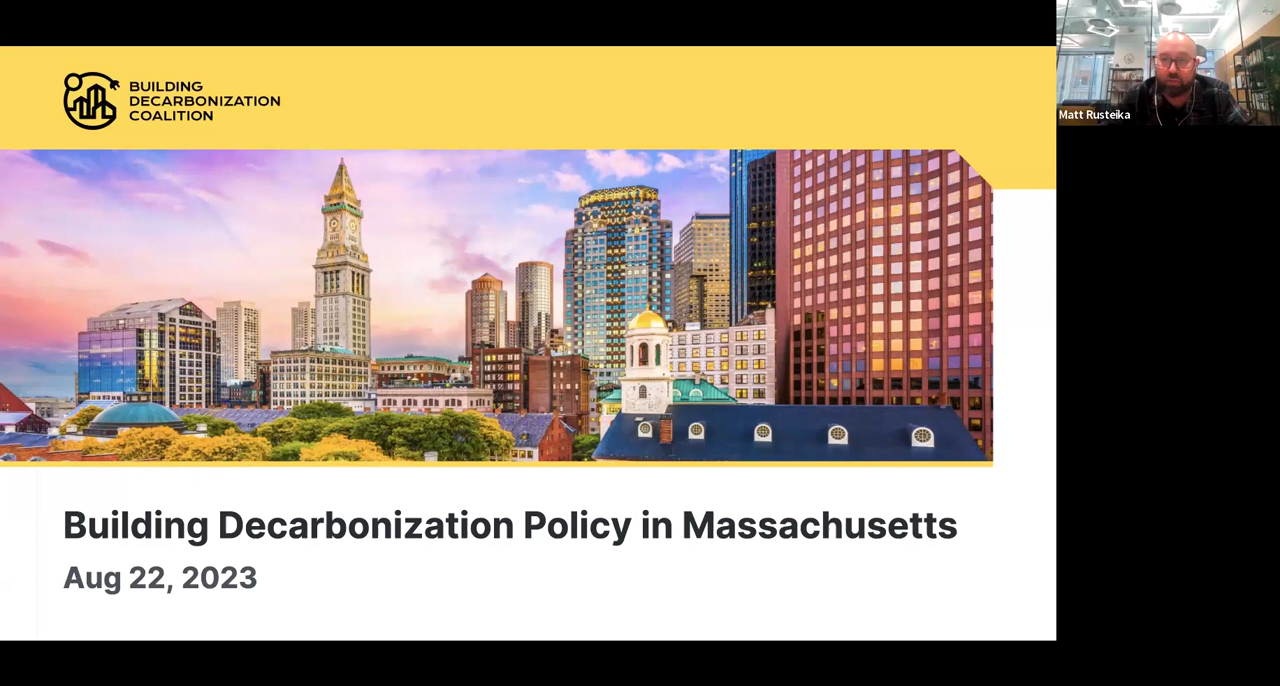 BUILDING
DECARBONIZATION
COALITION
Matt Rusteika
Building Decarbonization Policy in Massachusetts
Aug 22, 2023